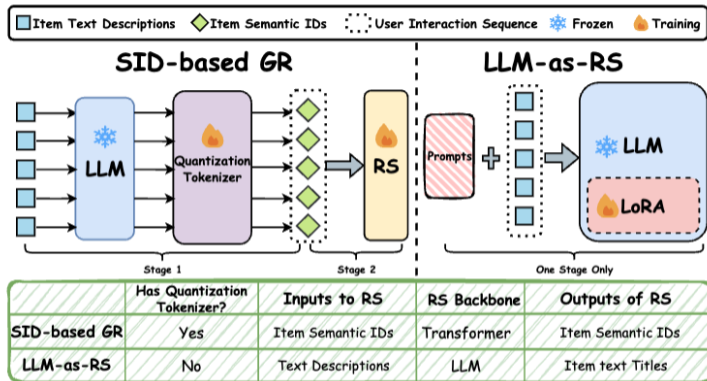 Item Text Descriptions Item Semantic IDs User Interaction Sequence Frozen Training
SID-based GR LLM-as-RS
LLM
Quantization
Tokenizer
RS
Prompts
LLM
LoRA
Stage 1 Stage 2 One Stage Only
Has Quantization
Tokenizer? Inputs to RS RS Backbone Outputs of RS
SID-based GR Yes Item Semantic IDs Transformer Item Semantic IDs
LLM-as-RS No Text Descriptions LLM Item text Titles